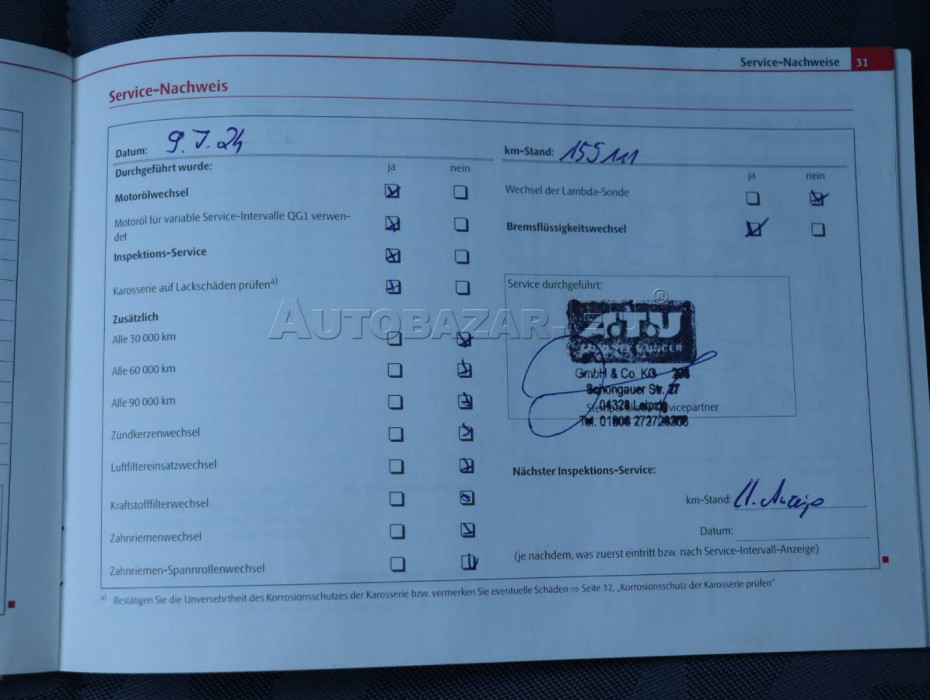 Service-Nachweise 31
Service-Nachweis
Datum: 9.7.24
km-Stand: 155111
Durchgeführt wurde: ja nein
ja nein
Motorölwechsel
Wechsel der Lambda-Sonde
Motoröl für variable Service-Intervalle QG1 verwen-
det
Bremsflüssigkeitswechsel
Inspektions-Service
Karosserie auf Lackschäden prüfen a)
Service durchgeführt:
Zusätzlich
AUTOBAZAR ®
Alle 30 000 km
A.T.U
GmbH & Co. KG
Alle 60 000 km
Schongauer Str. 27
Alle 90 000 km
04328 Leipzig
Tel. 01806
Zündkerzenwechsel
Luftfiltereinsatzwechsel
Nächster Inspektions-Service:
Kraftstofffilterwechsel
km-Stand: n. Anzeige
Zahnriemenwechsel
Datum:
Zahnriemen-Spannrollenwechsel
(je nachdem, was zuerst eintritt bzw. nach Service-Intervall-Anzeige)
a) Bestätigen Sie die Unversehrtheit des Korrosionsschutzes der Karosserie bzw. vermerken Sie eventuelle Schäden ⇒ Seite 32, „Korrosionsschutz der Karosserie prüfen“.